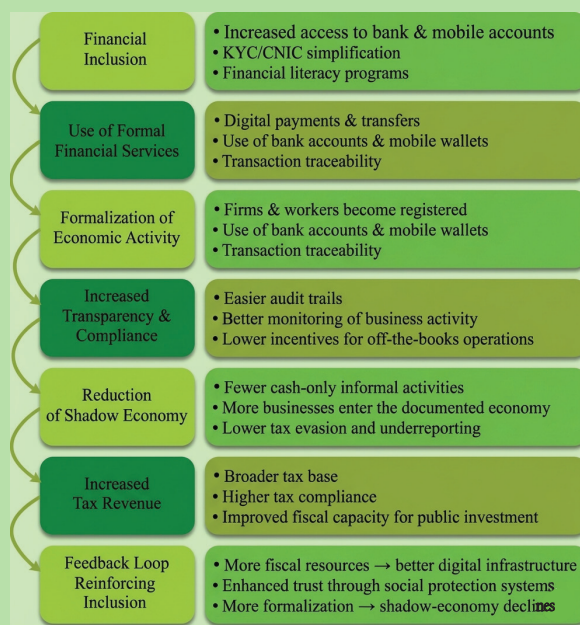 Financial
Inclusion
• Increased access to bank & mobile accounts
• KYC/CNIC simplification
• Financial literacy programs
Use of Formal
Financial Services
• Digital payments & transfers
• Use of bank accounts & mobile wallets
• Transaction traceability
Formalization of
Economic Activity
• Firms & workers become registered
• Use of bank accounts & mobile wallets
• Transaction traceability
Increased
Transparency &
Compliance
• Easier audit trails
• Better monitoring of business activity
• Lower incentives for off-the-books operations
Reduction
of Shadow Economy
• Fewer cash-only informal activities
• More businesses enter the documented economy
• Lower tax evasion and underreporting
Increased
Tax Revenue
• Broader tax base
• Higher tax compliance
• Improved fiscal capacity for public investment
Feedback Loop
Reinforcing
Inclusion
• More fiscal resources → better digital infrastructure
• Enhanced trust through social protection systems
• More formalization → shadow-economy declines